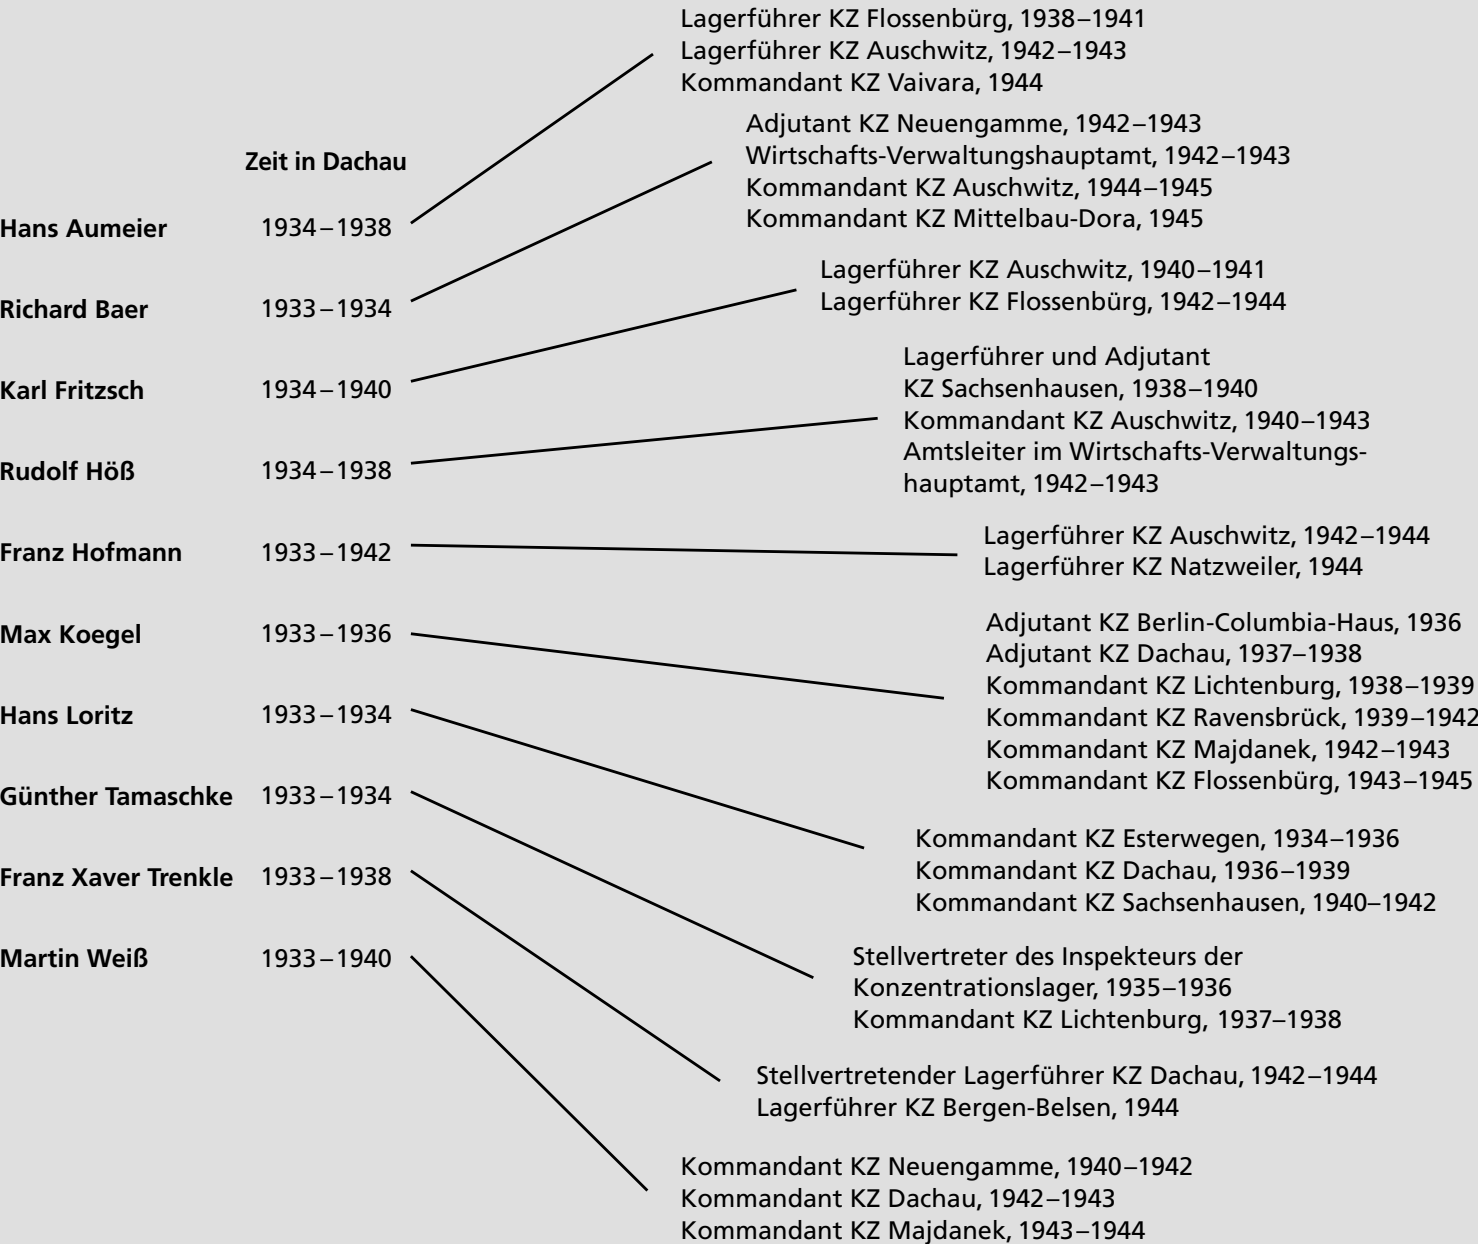 Zeit in Dachau
Hans Aumeier 1934–1938
Lagerführer KZ Flossenbürg, 1938–1941
Lagerführer KZ Auschwitz, 1942–1943
Kommandant KZ Vaivara, 1944
Richard Baer 1933–1934
Adjutant KZ Neuengamme, 1942–1943
Wirtschafts-Verwaltungshauptamt, 1942–1943
Kommandant KZ Auschwitz, 1944–1945
Kommandant KZ Mittelbau-Dora, 1945
Karl Fritzsch 1934–1940
Lagerführer KZ Auschwitz, 1940–1941
Lagerführer KZ Flossenbürg, 1942–1944
Rudolf Höß 1934–1938
Lagerführer und Adjutant
KZ Sachsenhausen, 1938–1940
Kommandant KZ Auschwitz, 1940–1943
Amtsleiter im Wirtschafts-Verwaltungs-
hauptamt, 1942–1943
Franz Hofmann 1933–1942
Lagerführer KZ Auschwitz, 1942–1944
Lagerführer KZ Natzweiler, 1944
Max Koegel 1933–1936
Adjutant KZ Berlin-Columbia-Haus, 1936
Adjutant KZ Dachau, 1937–1938
Kommandant KZ Lichtenburg, 1938–1939
Kommandant KZ Ravensbrück, 1939–1942
Kommandant KZ Majdanek, 1942–1943
Kommandant KZ Flossenbürg, 1943–1945
Hans Loritz 1933–1934
Kommandant KZ Esterwegen, 1934–1936
Kommandant KZ Dachau, 1936–1939
Kommandant KZ Sachsenhausen, 1940–1942
Günther Tamaschke 1933–1934
Stellvertreter des Inspekteurs der
Konzentrationslager, 1935–1936
Kommandant KZ Lichtenburg, 1937–1938
Franz Xaver Trenkle 1933–1938
Stellvertretender Lagerführer KZ Dachau, 1942–1944
Lagerführer KZ Bergen-Belsen, 1944
Martin Weiß 1933–1940
Kommandant KZ Neuengamme, 1940–1942
Kommandant KZ Dachau, 1942–1943
Kommandant KZ Majdanek, 1943–1944